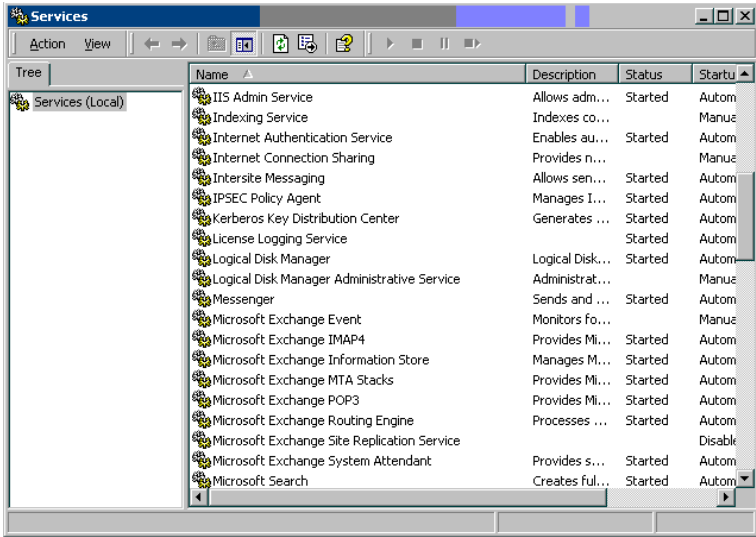 Services
Action View
Tree
Name Description Status Startu
Services (Local)
IIS Admin Service Allows adm... Started Autom
Indexing Service Indexes co... Manua
Internet Authentication Service Enables au... Started Autom
Internet Connection Sharing Provides n... Manua
Intersite Messaging Allows sen... Started Autom
IPSEC Policy Agent Manages I... Started Autom
Kerberos Key Distribution Center Generates ... Started Autom
License Logging Service Started Autom
Logical Disk Manager Logical Disk... Started Autom
Logical Disk Manager Administrative Service Administrat... Manua
Messenger Sends and ... Started Autom
Microsoft Exchange Event Monitors fo... Manua
Microsoft Exchange IMAP4 Provides Mi... Started Autom
Microsoft Exchange Information Store Manages M... Started Autom
Microsoft Exchange MTA Stacks Provides Mi... Started Autom
Microsoft Exchange POP3 Provides Mi... Started Autom
Microsoft Exchange Routing Engine Processes ... Started Autom
Microsoft Exchange Site Replication Service Disable
Microsoft Exchange System Attendant Provides s... Started Autom
Microsoft Search Creates ful... Started Autom